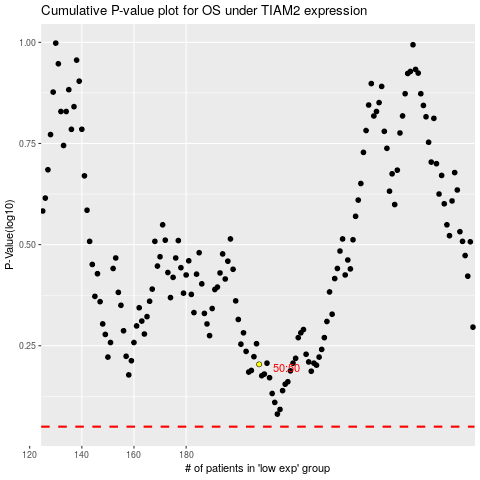 Cumulative P-value plot for OS under TIAM2 expression
P-Value(log10)
1.00
0.75
0.50
0.25
50:50
120 140 160 180
# of patients in 'low exp' group